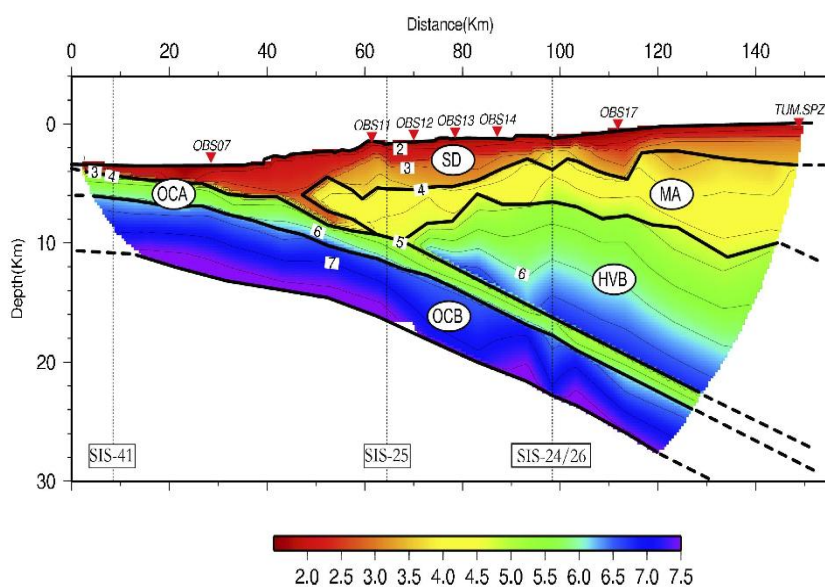 Distance(Km)
0 20 40 60 80 100 120 140
OBS07 OBS11 OBS12 OBS13 OBS14 OBS17 TUM.SPZ
Depth(Km)
0
10
20
30
2
3
4
3 4
5
6
6
7
SD
OCA
MA
HVB
OCB
SIS-41 SIS-25 SIS-24/26
2.0 2.5 3.0 3.5 4.0 4.5 5.0 5.5 6.0 6.5 7.0 7.5